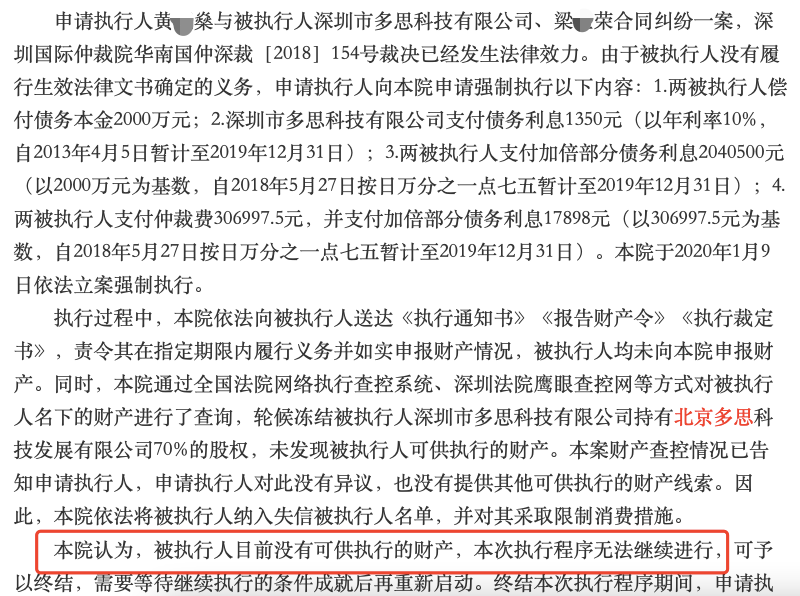 申请执行人黄燊与被执行人深圳市多思科技有限公司、梁荣合同纠纷一案，深
圳国际仲裁院华南国仲深裁［2018］154号裁决已经发生法律效力。由于被执行人没有履
行生效法律文书确定的义务，申请执行人向本院申请强制执行以下内容：1.两被执行人偿
付债务本金2000万元；2.深圳市多思科技有限公司支付债务利息1350元（以年利率10%，
自2013年4月5日暂计至2019年12月31日）；3.两被执行人支付加倍部分债务利息2040500元
（以2000万元为基数，自2018年5月27日按日万分之一点七五暂计至2019年12月31日）；4.
两被执行人支付仲裁费306997.5元，并支付加倍部分债务利息17898元（以306997.5元为基
数，自2018年5月27日按日万分之一点七五暂计至2019年12月31日）。本院于2020年1月9
日依法立案强制执行。
执行过程中，本院依法向被执行人送达《执行通知书》《报告财产令》《执行裁定
书》，责令其在指定期限内履行义务并如实申报财产情况，被执行人均未向本院申报财
产。同时，本院通过全国法院网络执行查控系统、深圳法院鹰眼查控网等方式对被执行
人名下的财产进行了查询，轮候冻结被执行人深圳市多思科技有限公司持有北京多思科
技发展有限公司70%的股权，未发现被执行人可供执行的财产。本案财产查控情况已告
知申请执行人，申请执行人对此没有异议，也没有提供其他可供执行的财产线索。因
此，本院依法将被执行人纳入失信被执行人名单，并对其采取限制消费措施。
本院认为，被执行人目前没有可供执行的财产，本次执行程序无法继续进行，可予
以终结，需要等待继续执行的条件成就后再重新启动。终结本次执行程序期间，申请执